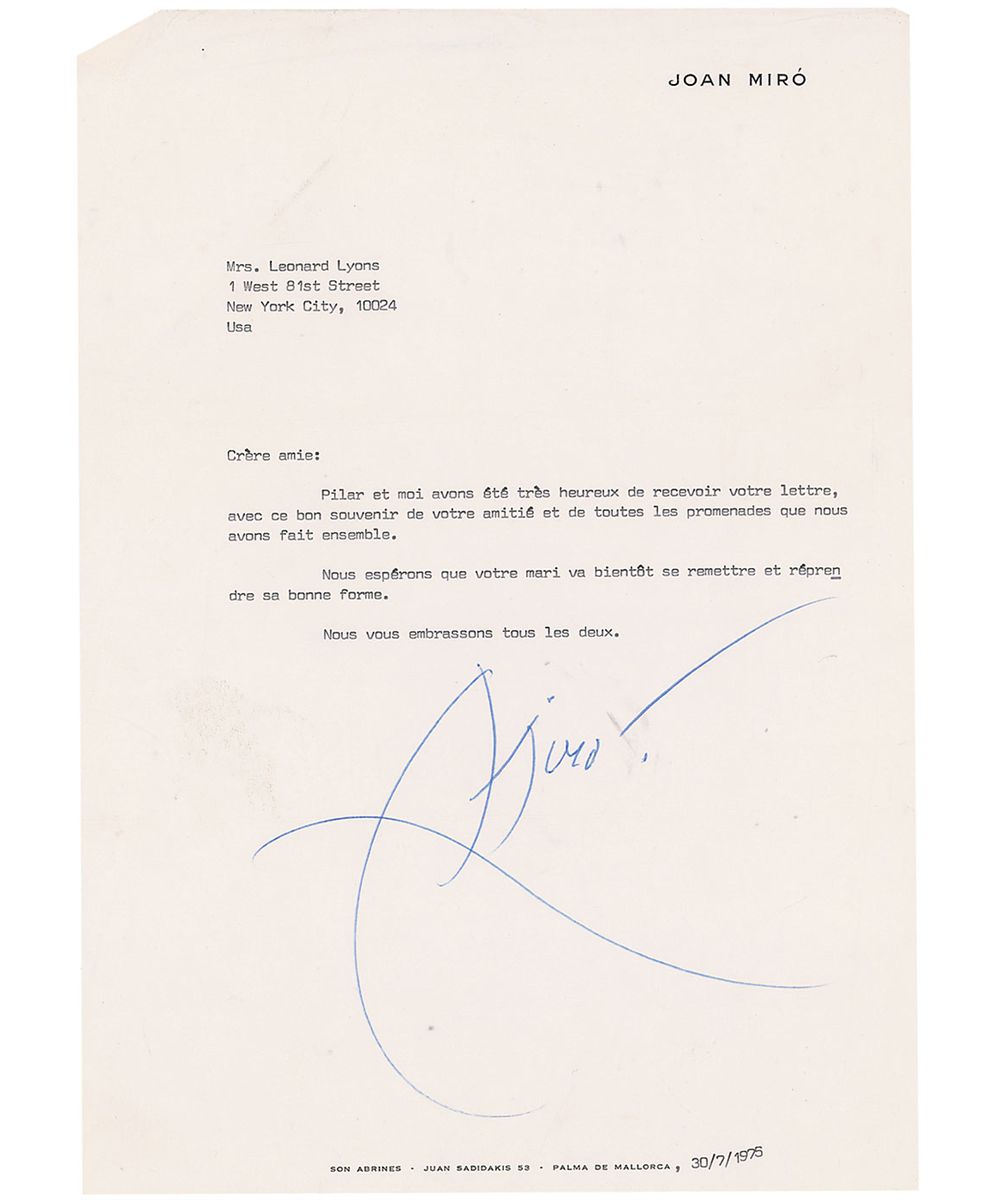 JOAN MIRÓ
Mrs. Leonard Lyons
1 West 81st Street
New York City, 10024
Usa
Crère amie:
Pilar et moi avons été très heureux de recevoir votre lettre,
avec ce bon souvenir de votre amitié et de toutes les promenades que nous
avons fait ensemble.
Nous espérons que votre mari va bientôt se remettre et répren
dre sa bonne forme.
Nous vous embrassons tous les deux.
Miró.
SON ABRINES · JUAN SADIDAKIS 53 · PALMA DE MALLORCA, 30/7/1975